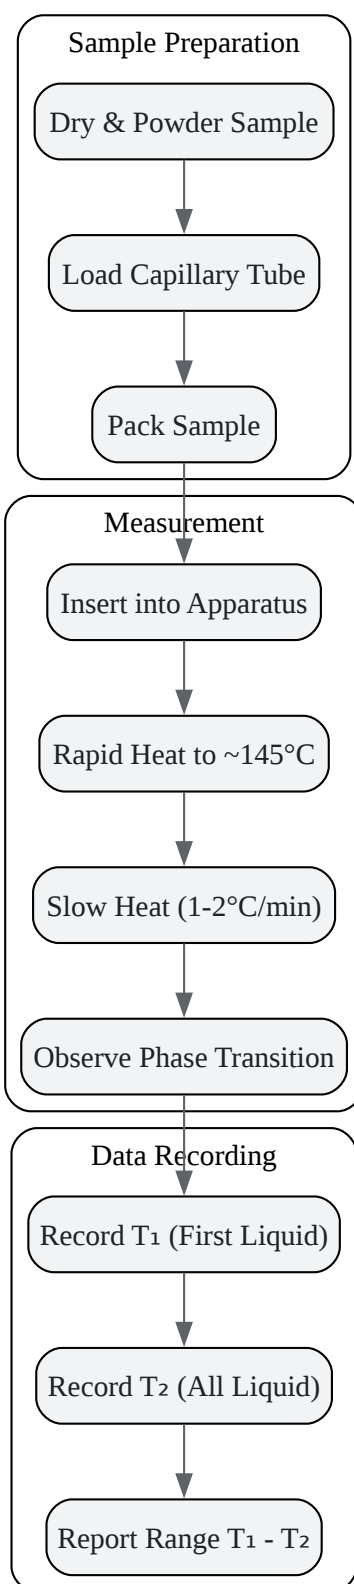 Sample Preparation
Dry & Powder Sample
Load Capillary Tube
Pack Sample
Measurement
Insert into Apparatus
Rapid Heat to ~145°C
Slow Heat (1-2°C/min)
Observe Phase Transition
Data Recording
Record T₁ (First Liquid)
Record T₂ (All Liquid)
Report Range T₁ - T₂